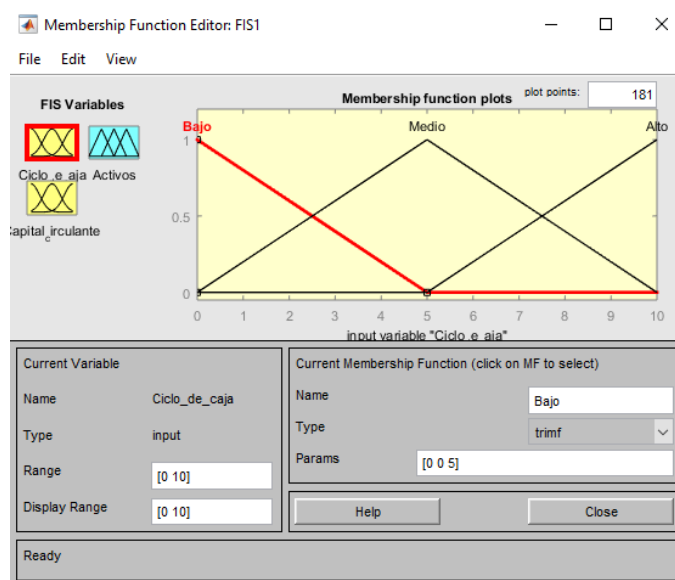 Membership Function Editor: FIS1
File Edit View
FIS Variables
Ciclo_e_aja Activos
Capital_circulante
Membership function plots plot points: 181
Bajo Medio Alto
1
0.5
0
0 1 2 3 4 5 6 7 8 9 10
input variable "Ciclo_e_aja"
Current Variable
Name Ciclo_de_caja
Type input
Range [0 10]
Display Range [0 10]
Current Membership Function (click on MF to select)
Name Bajo
Type trimf
Params [0 0 5]
Help Close
Ready